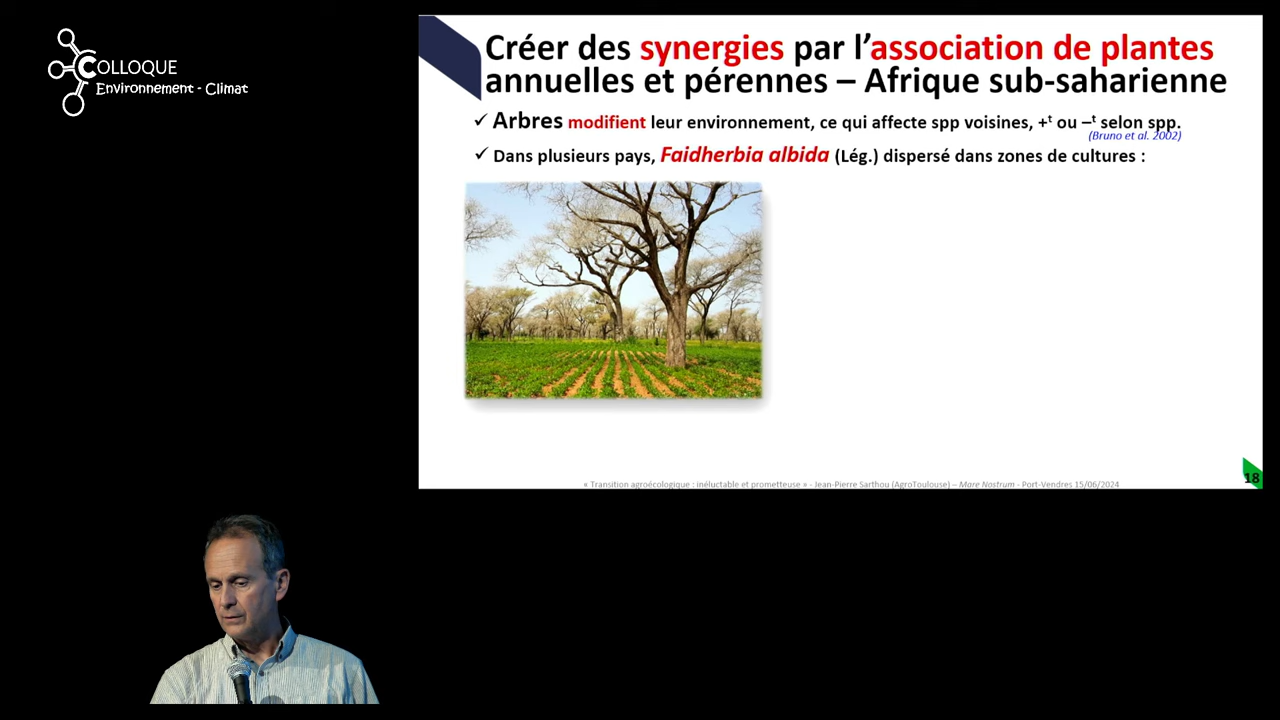 COLLOQUE
Environnement - Climat
Créer des synergies par l’association de plantes
annuelles et pérennes – Afrique sub-saharienne
✓ Arbres modifient leur environnement, ce qui affecte spp voisines, +ᵗ ou –ᵗ selon spp.
(Bruno et al. 2002)
✓ Dans plusieurs pays, Faidherbia albida (Lég.) dispersé dans zones de cultures :
18
« Transition agroécologique : inéluctable et prometteuse » - Jean-Pierre Sarthou (AgroToulouse) – Mare Nostrum - Port-Vendres 15/06/2024